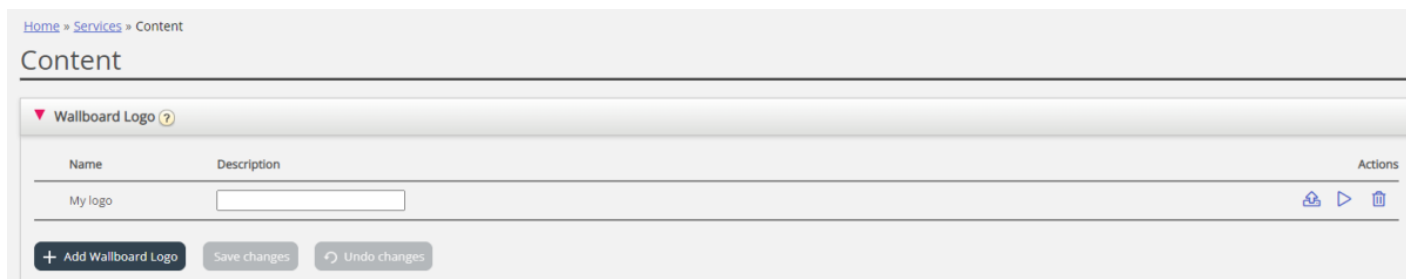 Home » Services » Content
Content
Wallboard Logo ?
Name Description Actions
My logo
+ Add Wallboard Logo Save changes Undo changes